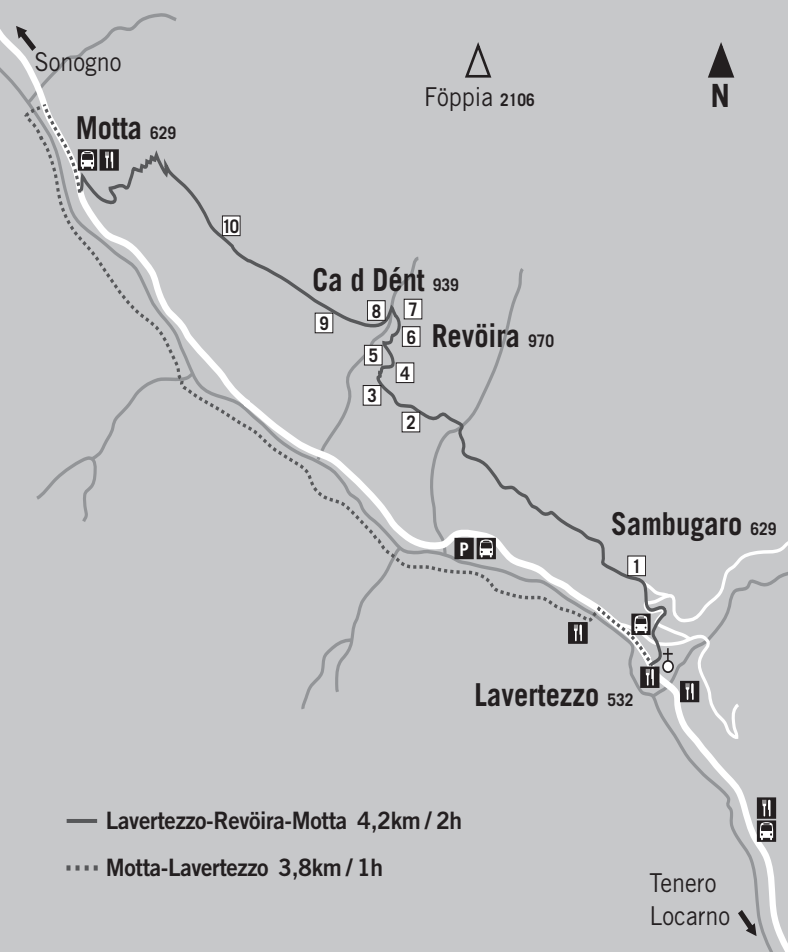 Sonogno
Föppia 2106
N
Motta 629
10
Ca d Dént 939
8
7
9
6
Revöira 970
5
4
3
2
Sambugaro 629
P
1
Lavertezzo 532
Lavertezzo-Revöira-Motta 4,2km / 2h
Motta-Lavertezzo 3,8km / 1h
Tenero
Locarno